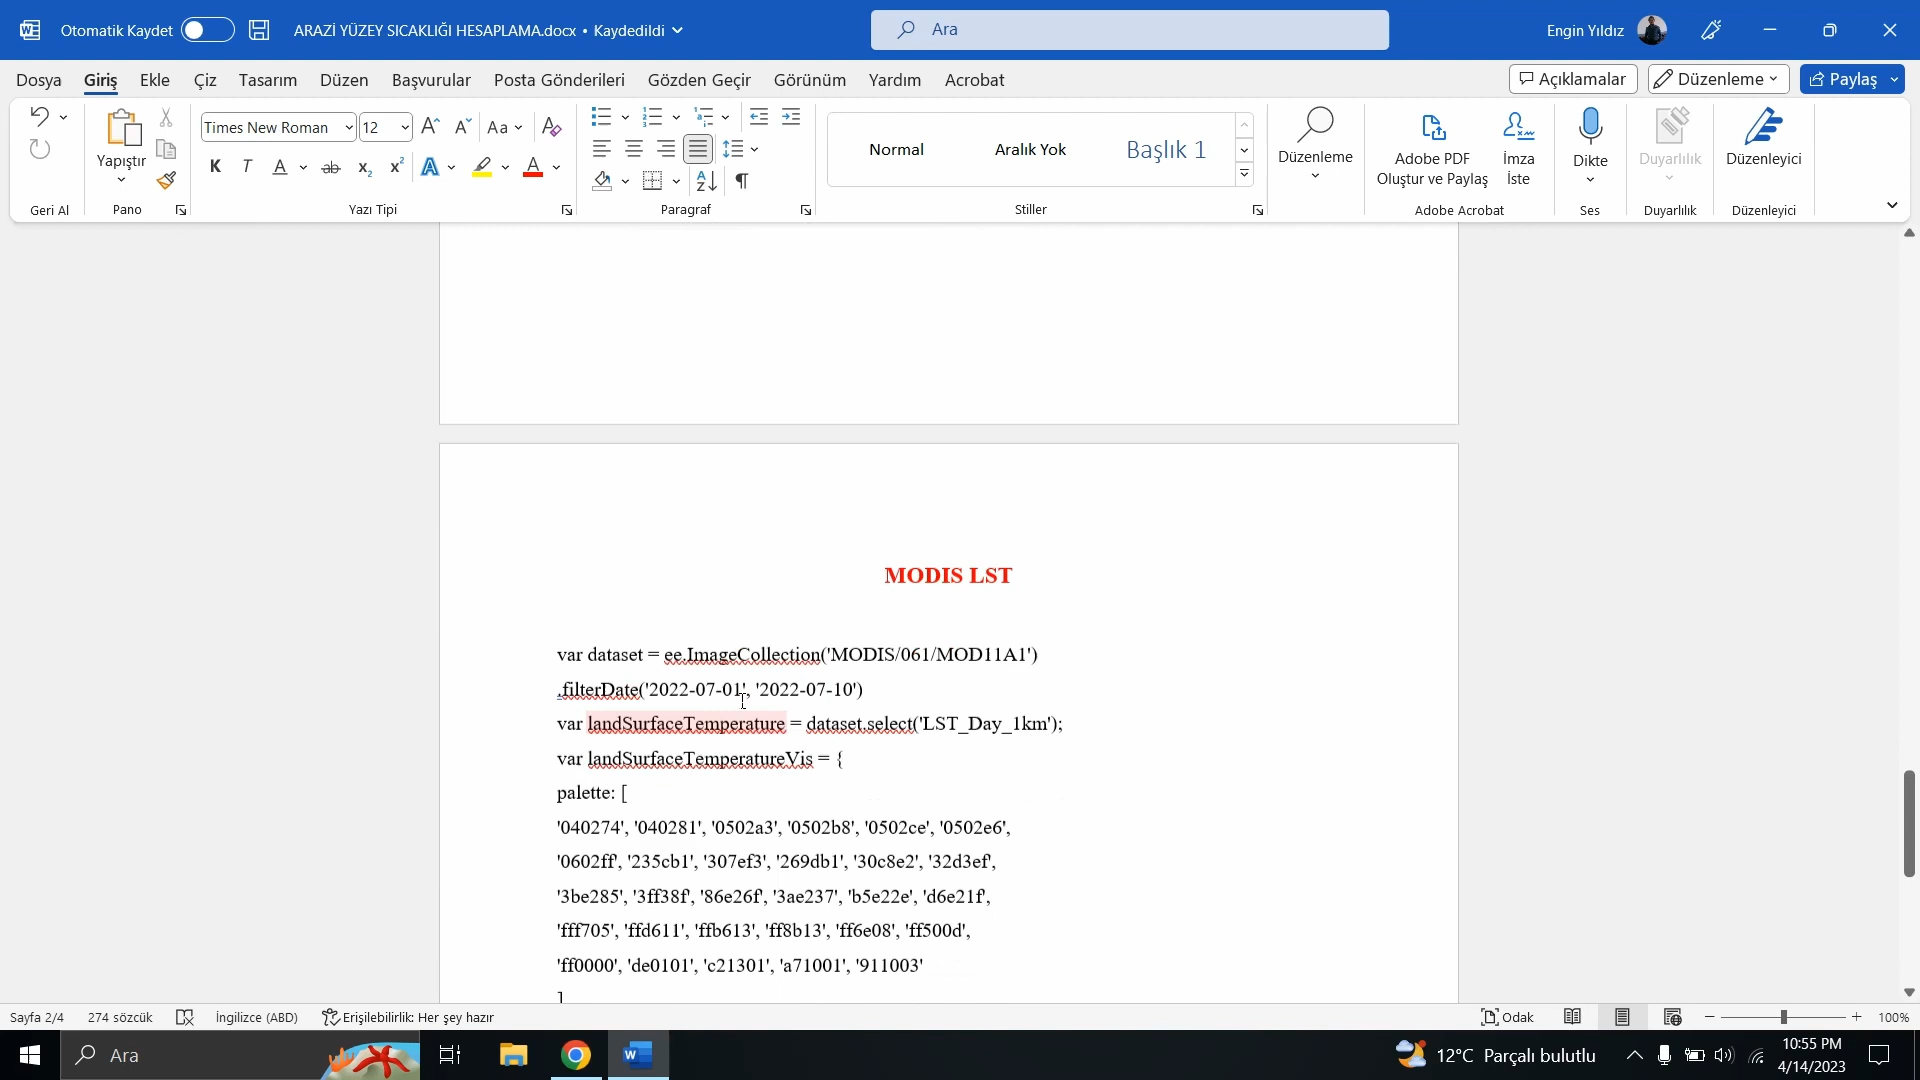 Otomatik Kaydet
ARAZİ YÜZEY SICAKLIĞI HESAPLAMA.docx • Kaydedildi
Ara
Engin Yıldız
Dosya Giriş Ekle Çiz Tasarım Düzen Başvurular Posta Gönderileri Gözden Geçir Görünüm Yardım Acrobat
Açıklamalar Düzenleme Paylaş
Times New Roman 12 Aa
Yapıştır
K T A ab x₂ x² A A
Normal Aralık Yok Başlık 1
Düzenleme
Adobe PDF
Oluştur ve Paylaş
İmza
İste
Dikte
Duyarlılık
Düzenleyici
Geri Al Pano Yazı Tipi Paragraf Stiller Adobe Acrobat Ses Duyarlılık Düzenleyici
MODIS LST
var dataset = ee.ImageCollection('MODIS/061/MOD11A1')
.filterDate('2022-07-01', '2022-07-10')
var landSurfaceTemperature = dataset.select('LST_Day_1km');
var landSurfaceTemperatureVis = {
palette: [
'040274', '040281', '0502a3', '0502b8', '0502ce', '0502e6',
'0602ff', '235cb1', '307ef3', '269db1', '30c8e2', '32d3ef',
'3be285', '3ff38f', '86e26f', '3ae237', 'b5e22e', 'd6e21f',
'fff705', 'ffd611', 'ffb613', 'ff8b13', 'ff6e08', 'ff500d',
'ff0000', 'de0101', 'c21301', 'a71001', '911003'
]
Sayfa 2/4 274 sözcük İngilizce (ABD) Erişilebilirlik: Her şey hazır
Odak
100%
Ara
12°C Parçalı bulutlu
10:55 PM
4/14/2023